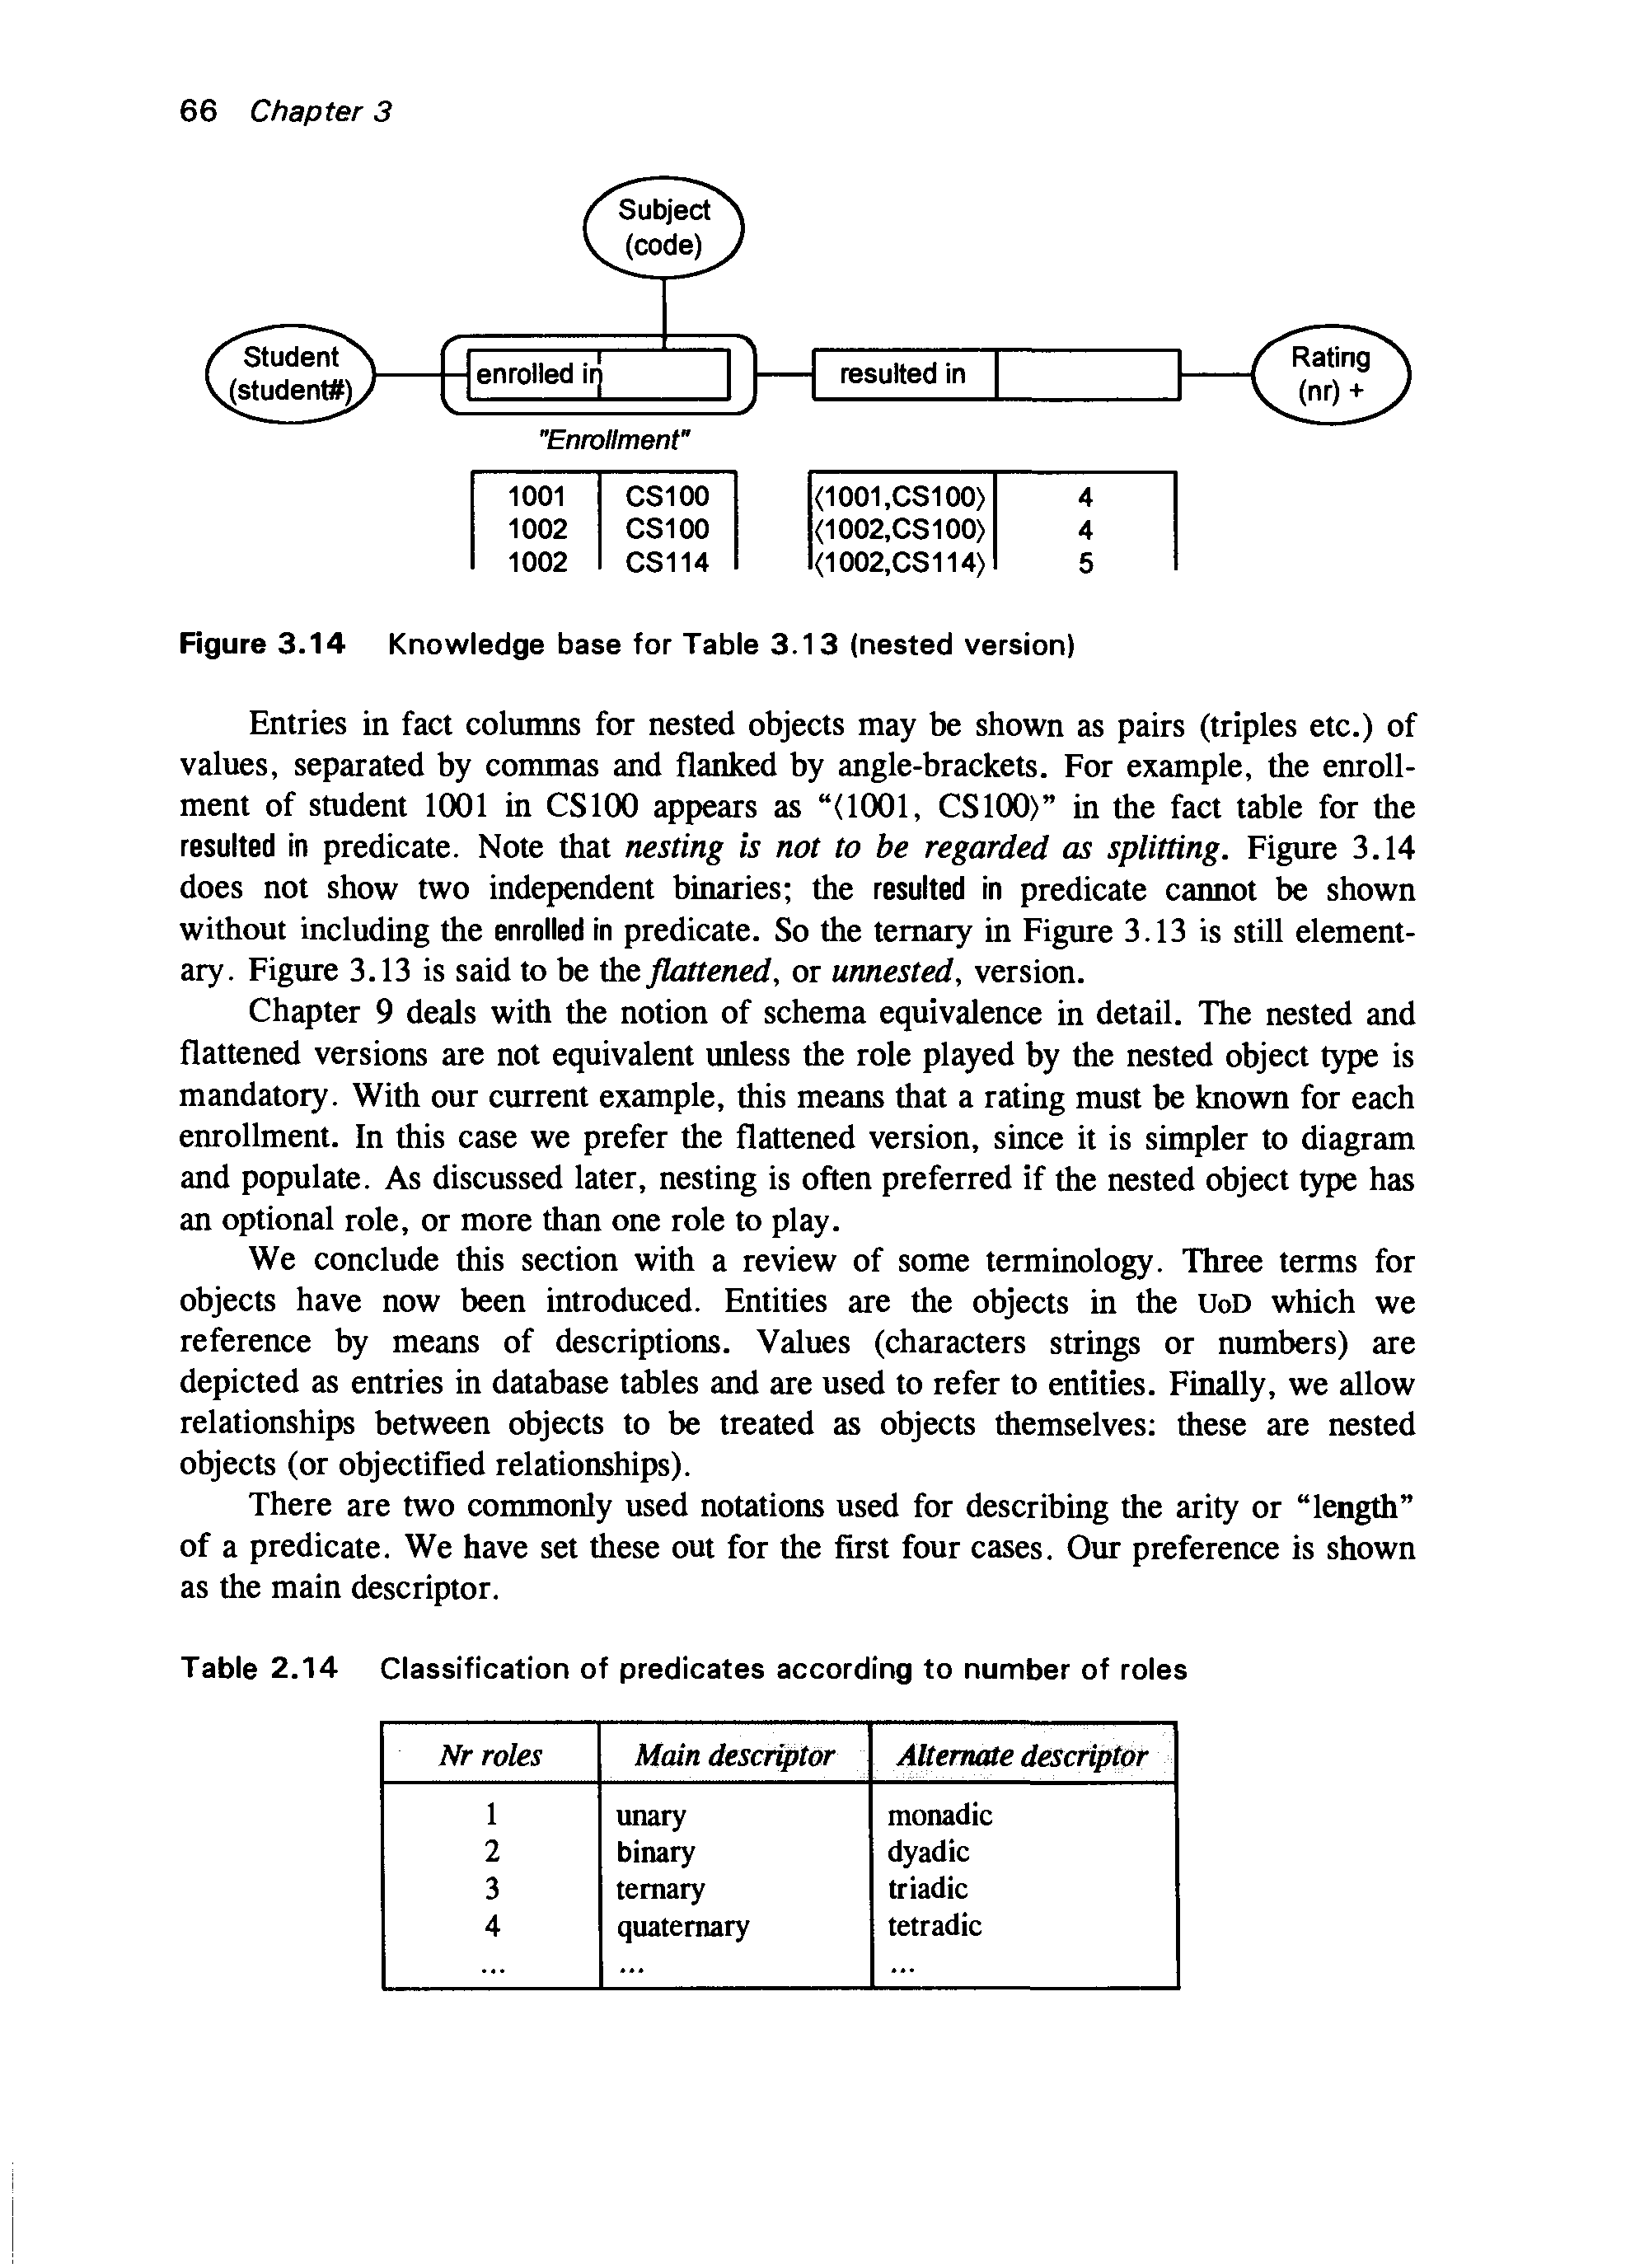 66 Chapter 3
Subject
(code)
Student
(student#)
enrolled in
resulted in
Rating
(nr) +
"Enrollment"
1001 CS100 ⟨1001,CS100⟩ 4
1002 CS100 ⟨1002,CS100⟩ 4
1002 CS114 ⟨1002,CS114⟩ 5
Figure 3.14 Knowledge base for Table 3.13 (nested version)
Entries in fact columns for nested objects may be shown as pairs (triples etc.) of
values, separated by commas and flanked by angle-brackets. For example, the enroll-
ment of student 1001 in CS100 appears as “⟨1001, CS100⟩” in the fact table for the
resulted in predicate. Note that nesting is not to be regarded as splitting. Figure 3.14
does not show two independent binaries; the resulted in predicate cannot be shown
without including the enrolled in predicate. So the ternary in Figure 3.13 is still element-
ary. Figure 3.13 is said to be the flattened, or unnested, version.
Chapter 9 deals with the notion of schema equivalence in detail. The nested and
flattened versions are not equivalent unless the role played by the nested object type is
mandatory. With our current example, this means that a rating must be known for each
enrollment. In this case we prefer the flattened version, since it is simpler to diagram
and populate. As discussed later, nesting is often preferred if the nested object type has
an optional role, or more than one role to play.
We conclude this section with a review of some terminology. Three terms for
objects have now been introduced. Entities are the objects in the UoD which we
reference by means of descriptions. Values (characters strings or numbers) are
depicted as entries in database tables and are used to refer to entities. Finally, we allow
relationships between objects to be treated as objects themselves: these are nested
objects (or objectified relationships).
There are two commonly used notations used for describing the arity or “length”
of a predicate. We have set these out for the first four cases. Our preference is shown
as the main descriptor.
Table 2.14 Classification of predicates according to number of roles
Nr roles Main descriptor Alternate descriptor
1 unary monadic
2 binary dyadic
3 ternary triadic
4 quaternary tetradic
... ... ...